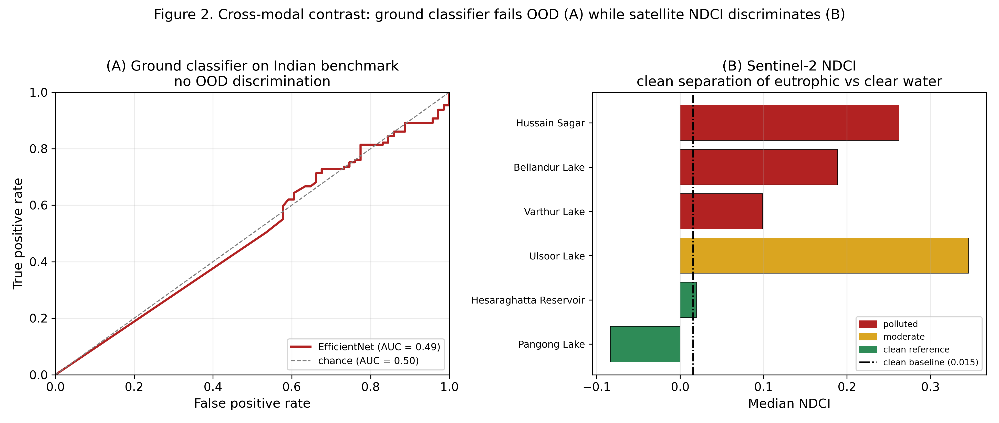 Figure 2. Cross-modal contrast: ground classifier fails OOD (A) while satellite NDCI discriminates (B)
(A) Ground classifier on Indian benchmark
no OOD discrimination
1.0
0.8
0.6
0.4
0.2
0.0
True positive rate
0.0 0.2 0.4 0.6 0.8 1.0
False positive rate
EfficientNet (AUC = 0.49)
chance (AUC = 0.50)
(B) Sentinel-2 NDCI
clean separation of eutrophic vs clear water
Hussain Sagar
Bellandur Lake
Varthur Lake
Ulsoor Lake
Hesaraghatta Reservoir
Pangong Lake
polluted
moderate
clean reference
clean baseline (0.015)
−0.1 0.0 0.1 0.2 0.3
Median NDCI